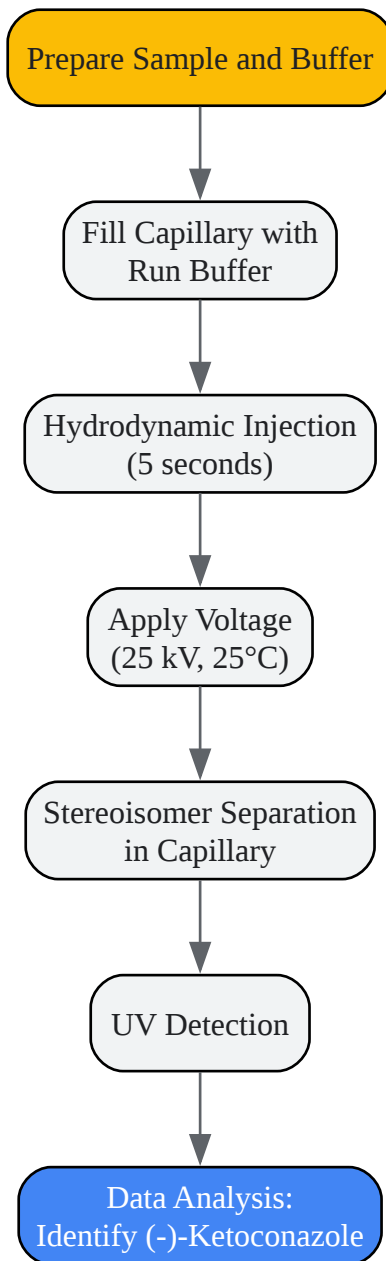 Prepare Sample and Buffer
Fill Capillary with
Run Buffer
Hydrodynamic Injection
(5 seconds)
Apply Voltage
(25 kV, 25°C)
Stereoisomer Separation
in Capillary
UV Detection
Data Analysis:
Identify (-)-Ketoconazole